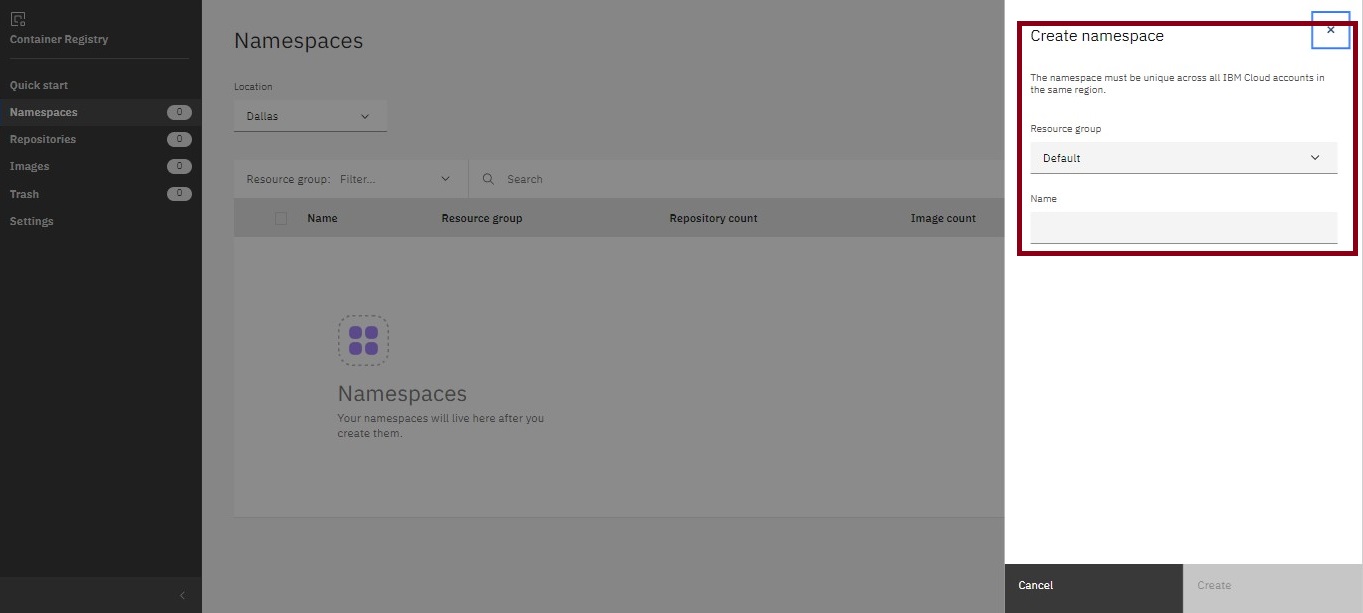 Container Registry
Quick start
Namespaces 0
Repositories 0
Images 0
Trash 0
Settings
Namespaces
Location
Dallas
Resource group: Filter... Search
Name Resource group Repository count Image count
Namespaces
Your namespaces will live here after you
create them.
Create namespace
The namespace must be unique across all IBM Cloud accounts in
the same region.
Resource group
Default
Name
Cancel Create